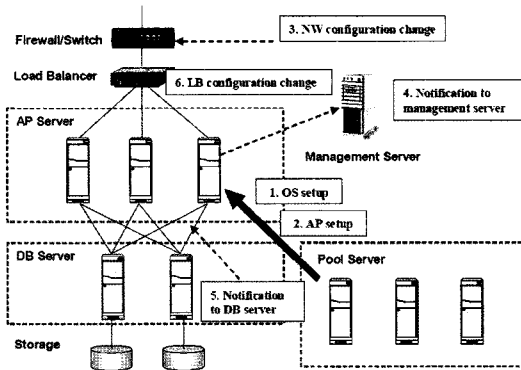 Firewall/Switch
3. NW configuration change
Load Balancer
6. LB configuration change
4. Notification to
management server
AP Server
Management Server
1. OS setup
2. AP setup
DB Server
Pool Server
5. Notification
to DB server
Storage